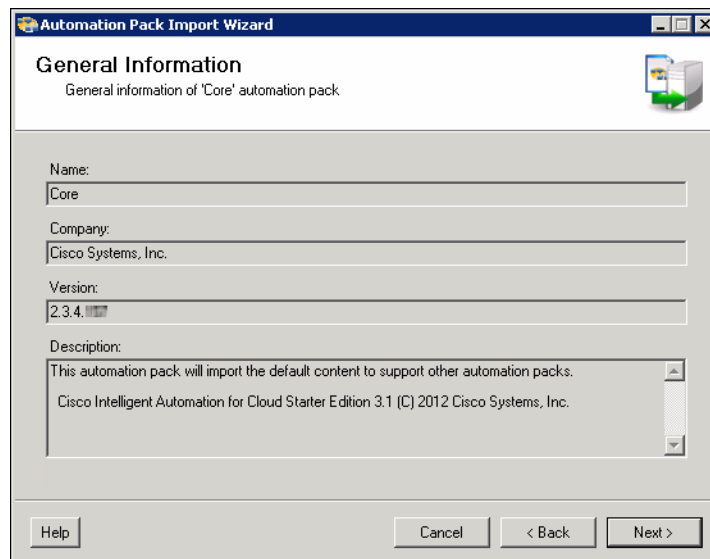 Automation Pack Import Wizard
General Information
General information of 'Core' automation pack
Name:
Core
Company:
Cisco Systems, Inc.
Version:
2.3.4.
Description:
This automation pack will import the default content to support other automation packs.
Cisco Intelligent Automation for Cloud Starter Edition 3.1 (C) 2012 Cisco Systems, Inc.
Help
Cancel
< Back
Next >